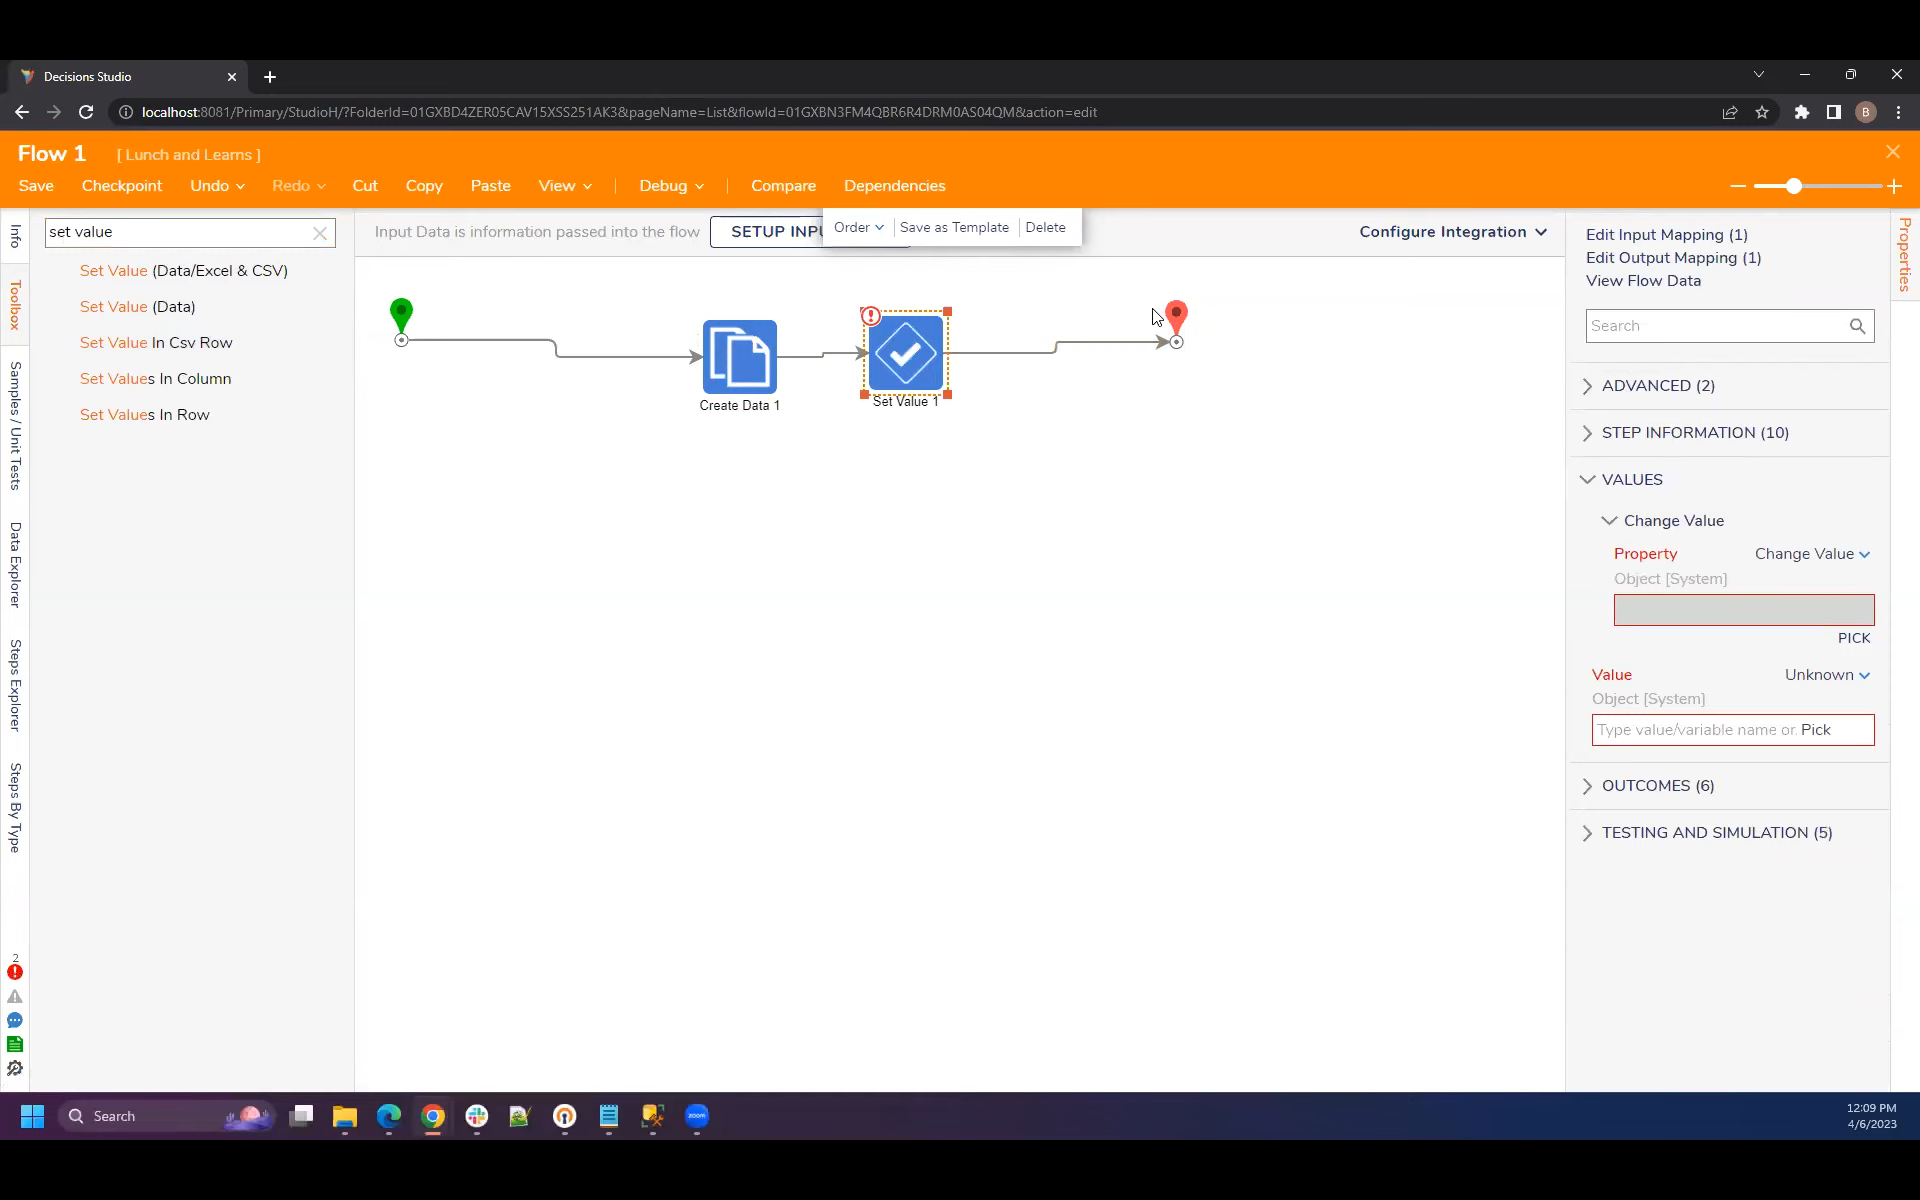 Decisions Studio
localhost:8081/Primary/StudioH/?FolderId=01GXBD4ZER05CAV15XSS251AK3&pageName=List&flowId=01GXBN3FM4QBR6R4DRM0AS04QM&action=edit
B
Flow 1 [ Lunch and Learns ]
Save Checkpoint Undo Redo Cut Copy Paste View Debug Compare Dependencies
Info
Toolbox
Samples / Unit Tests
Data Explorer
Steps Explorer
Steps By Type
2
set value
Set Value (Data/Excel & CSV)
Set Value (Data)
Set Value In Csv Row
Set Values In Column
Set Values In Row
Input Data is information passed into the flow
SETUP INPU
Order Save as Template Delete
Configure Integration
Create Data 1
Set Value 1
Properties
Edit Input Mapping (1)
Edit Output Mapping (1)
View Flow Data
Search
ADVANCED (2)
STEP INFORMATION (10)
VALUES
Change Value
Property Change Value
Object [System]
PICK
Value Unknown
Object [System]
Type value/variable name or Pick
OUTCOMES (6)
TESTING AND SIMULATION (5)
Search
zoom
12:09 PM
4/6/2023